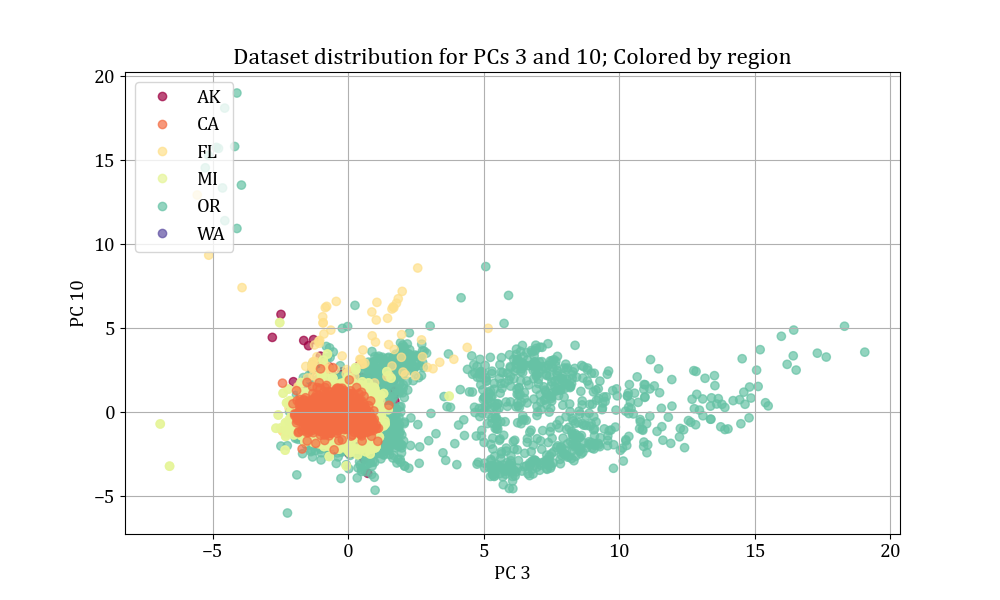 Dataset distribution for PCs 3 and 10; Colored by region
20
15
10
5
0
−5
PC 10
AK
CA
FL
MI
OR
WA
−5 0 5 10 15 20
PC 3